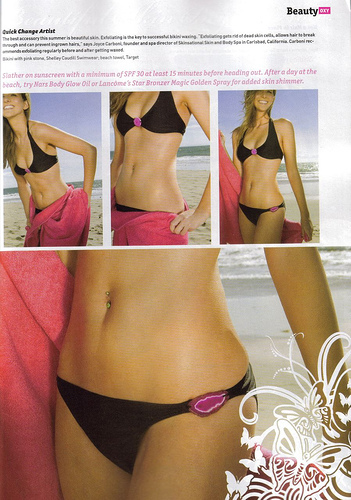 Beauty OXY
Quick Change Artist
The best accessory this summer is beautiful skin. Exfoliating is the key to successful bikini waxing. "Exfoliating gets rid of dead skin cells, allows hair to break
through and can prevent ingrown hairs," says Joyce Carboni, founder and spa director of Skinsational Skin and Body Spa in Carlsbad, California. Carboni rec-
ommends exfoliating regularly before and after getting waxed.
Bikini with pink stone, Shelley Caudill Swimwear; beach towel, Target
Slather on sunscreen with a minimum of SPF 30 at least 15 minutes before heading out. After a day at the
beach, try Nars Body Glow Oil or Lancôme's Star Bronzer Magic Golden Spray for added skin shimmer.